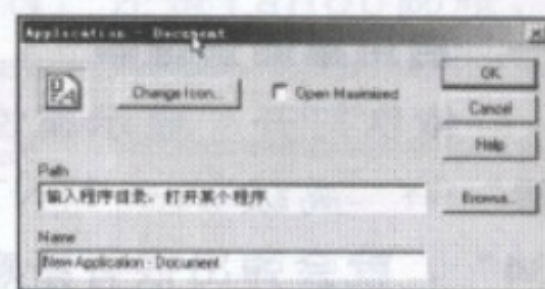 Application - Document
Change Icon...
Open Maximized
OK
Cancel
Help
Path
输入程序目录，打开某个程序
Browse...
Name
New Application - Document